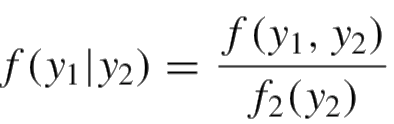 f(y₁|y₂) = f(y₁, y₂) / f₂(y₂)